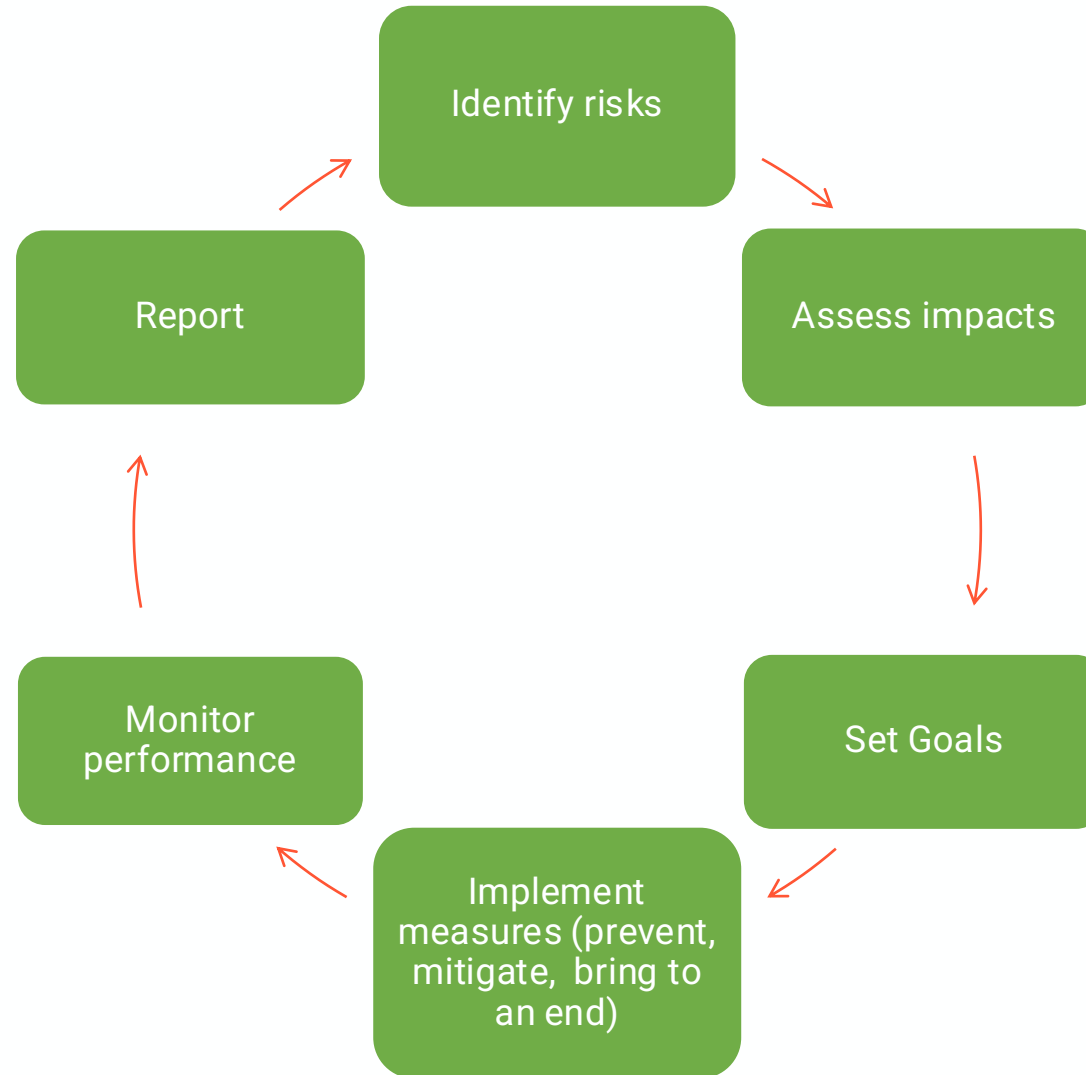 Identify risks
Assess impacts
Set Goals
Implement
measures (prevent,
mitigate,  bring to
an end)
Monitor
performance
Report